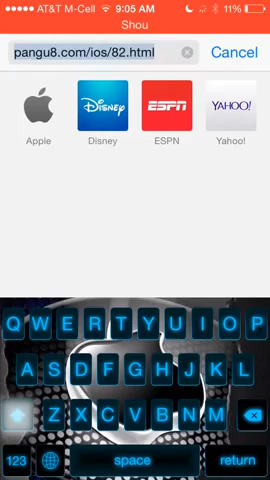 AT&T M-Cell 9:05 AM 11%
Shou
pangu8.com/ios/82.html Cancel
Disney ESPN YAHOO!
Apple Disney ESPN Yahoo!
Q W E R T Y U I O P
A S D F G H J K L
Z X C V B N M
123 space return